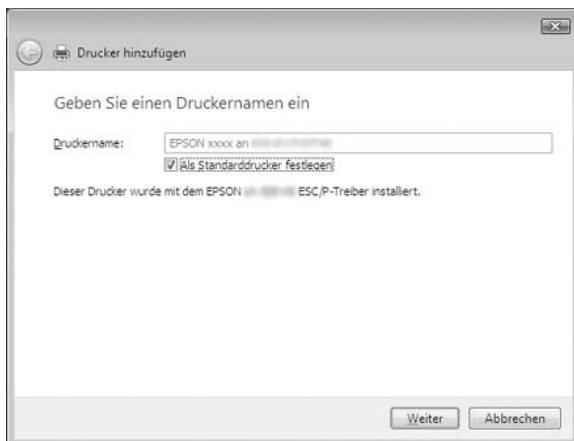 Drucker hinzufügen
Geben Sie einen Druckernamen ein
Druckername: EPSON xxxx an
Als Standarddrucker festlegen
Dieser Drucker wurde mit dem EPSON ESC/P-Treiber installiert.
Weiter Abbrechen